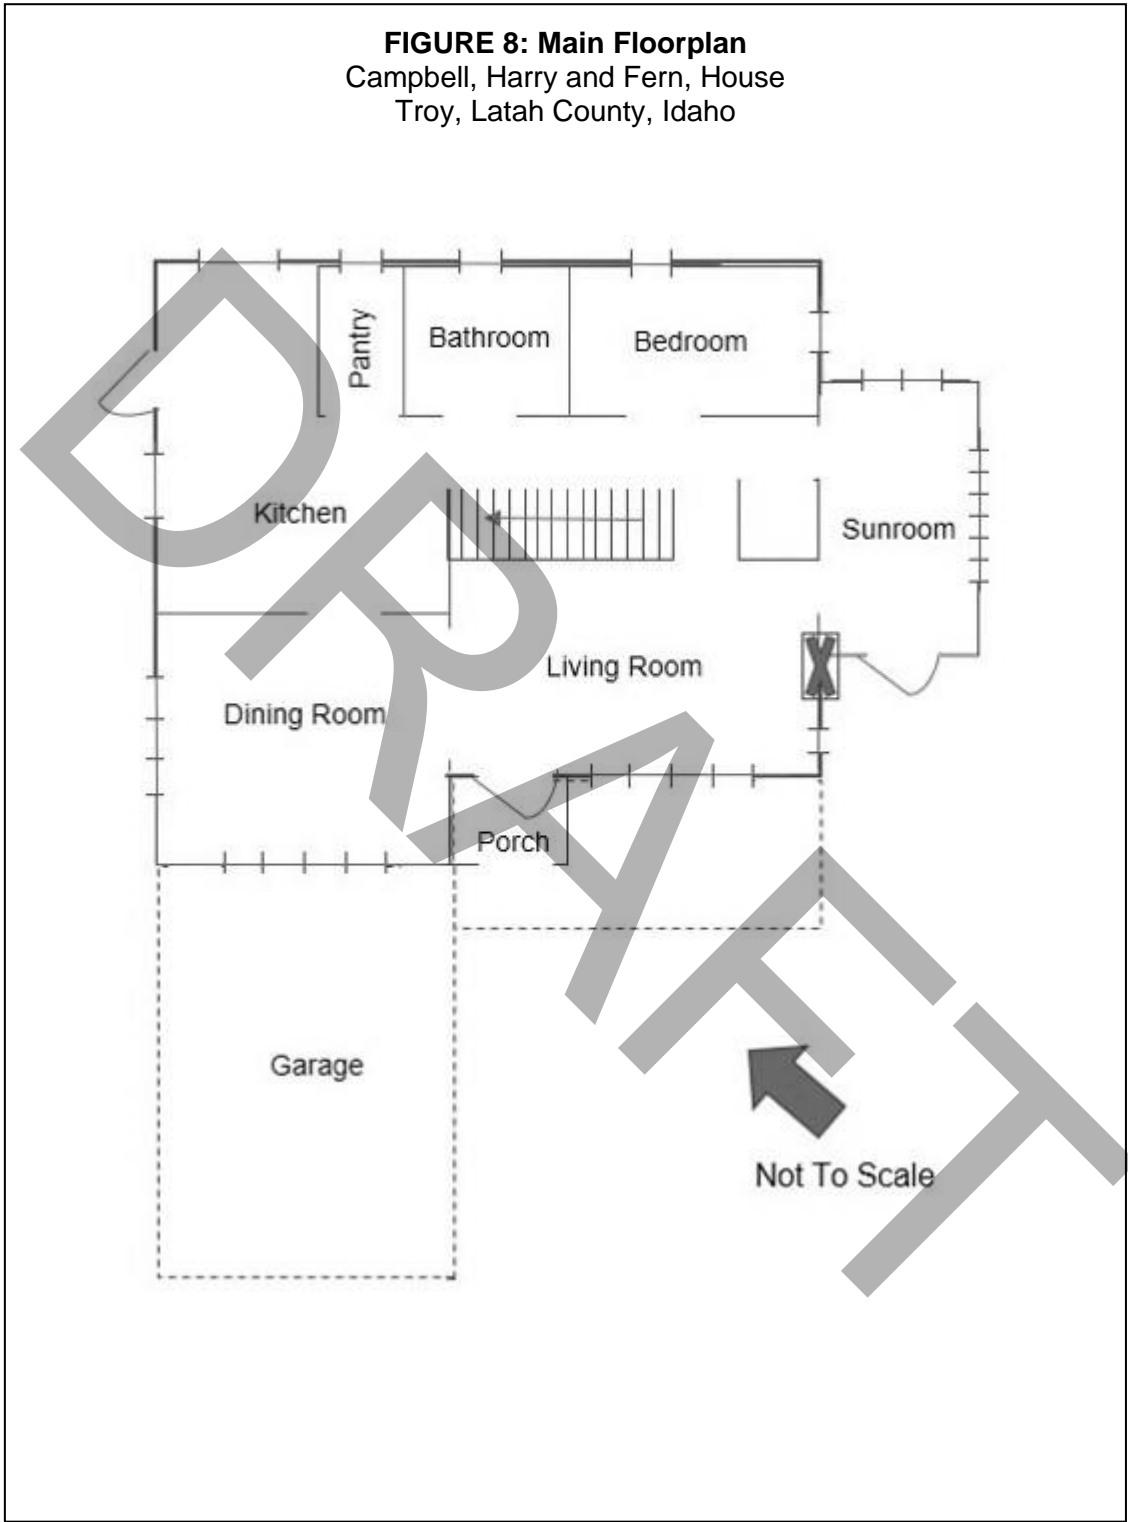 FIGURE 8: Main Floorplan
Campbell, Harry and Fern, House
Troy, Latah County, Idaho
Pantry
Bathroom
Bedroom
Kitchen
Sunroom
Living Room
Dining Room
Porch
Garage
Not To Scale
DRAFT